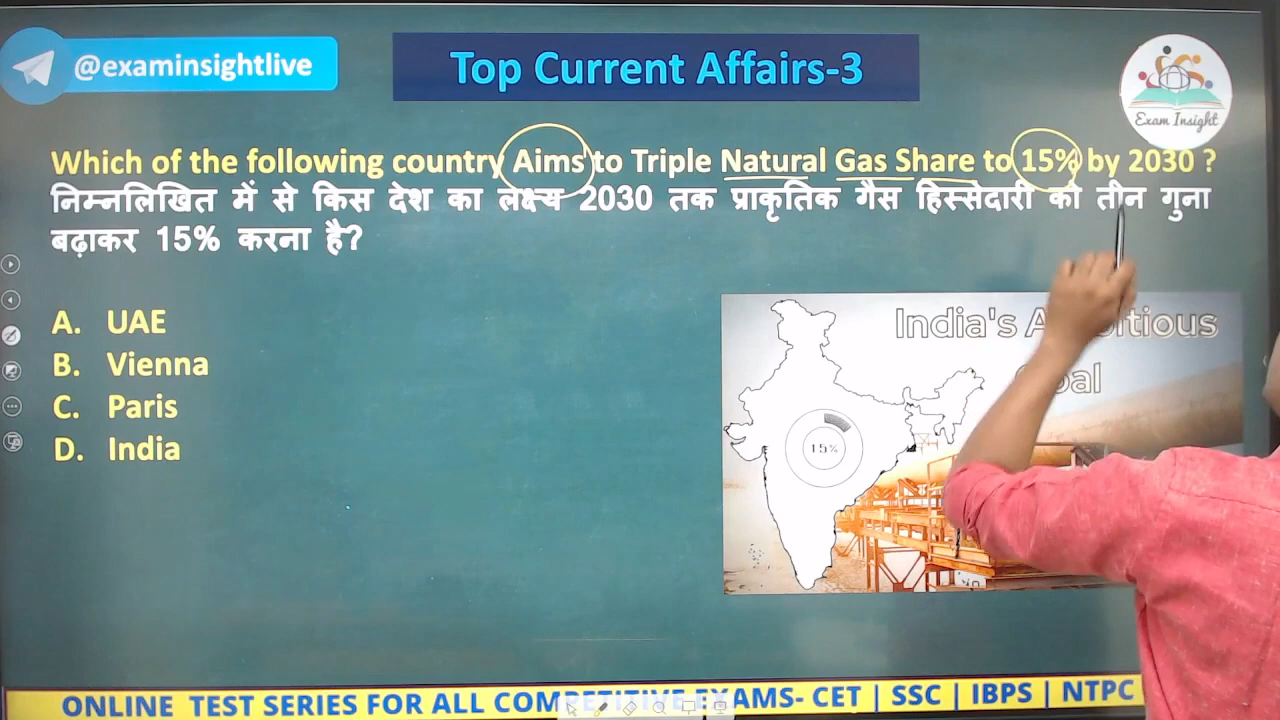 @examinsightlive
Top Current Affairs-3
Exam Insight
Which of the following country Aims to Triple Natural Gas Share to 15% by 2030 ?
निम्नलिखित में से किस देश का लक्ष्य 2030 तक प्राकृतिक गैस हिस्सेदारी को तीन गुना
बढ़ाकर 15% करना है?
A. UAE
B. Vienna
C. Paris
D. India
India's
15%
ONLINE TEST SERIES FOR ALL COMPETITIVE EXAMS- CET | SSC | IBPS | NTPC